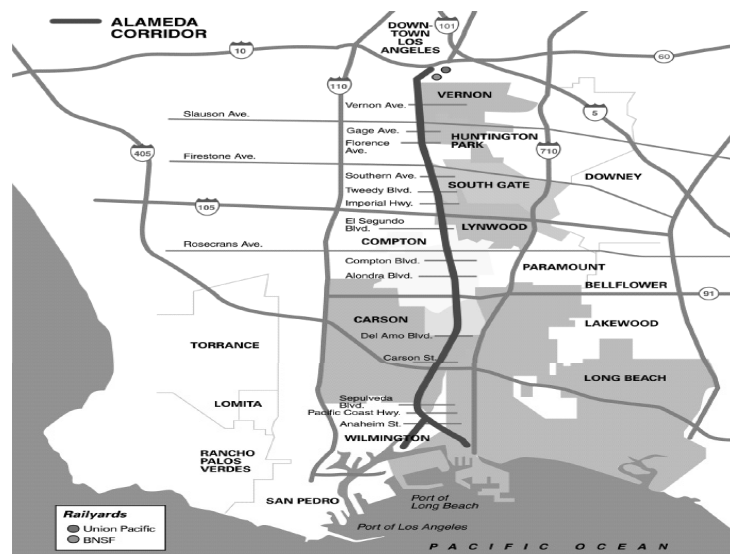 ALAMEDA
CORRIDOR
DOWN-
TOWN
LOS
ANGELES
101
10
60
110
VERNON
Vernon Ave.
Slauson Ave.
5
Gage Ave.
HUNTINGTON
PARK
Florence
Ave.
405
710
Firestone Ave.
Southern Ave.
DOWNEY
SOUTH GATE
Tweedy Blvd.
Imperial Hwy.
105
El Segundo
Blvd.
LYNWOOD
COMPTON
Rosecrans Ave.
Compton Blvd.
PARAMOUNT
Alondra Blvd.
BELLFLOWER
91
CARSON
LAKEWOOD
Del Amo Blvd.
TORRANCE
Carson St.
LONG BEACH
Sepulveda
Blvd.
LOMITA
Pacific Coast Hwy.
Anaheim St.
WILMINGTON
RANCHO
PALOS
VERDES
SAN PEDRO
Port of
Long Beach
Port of Los Angeles
Railyards
Union Pacific
BNSF
PACIFIC OCEAN